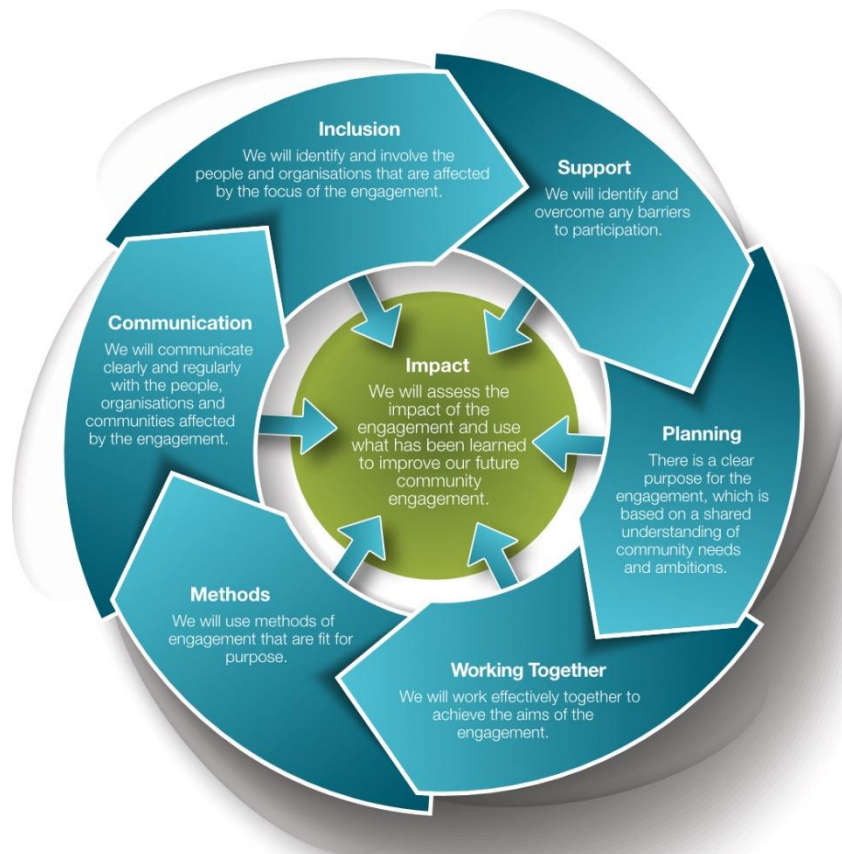 Inclusion
We will identify and involve the
people and organisations that are affected
by the focus of the engagement.
Support
We will identify and
overcome any barriers
to participation.
Planning
There is a clear
purpose for the
engagement, which is
based on a shared
understanding of
community needs
and ambitions.
Working Together
We will work effectively together to
achieve the aims of the
engagement.
Methods
We will use methods of
engagement that are fit for
purpose.
Communication
We will communicate
clearly and regularly
with the people,
organisations and
communities affected
by the engagement.
Impact
We will assess the
impact of the
engagement and use
what has been learned
to improve our future
community
engagement.